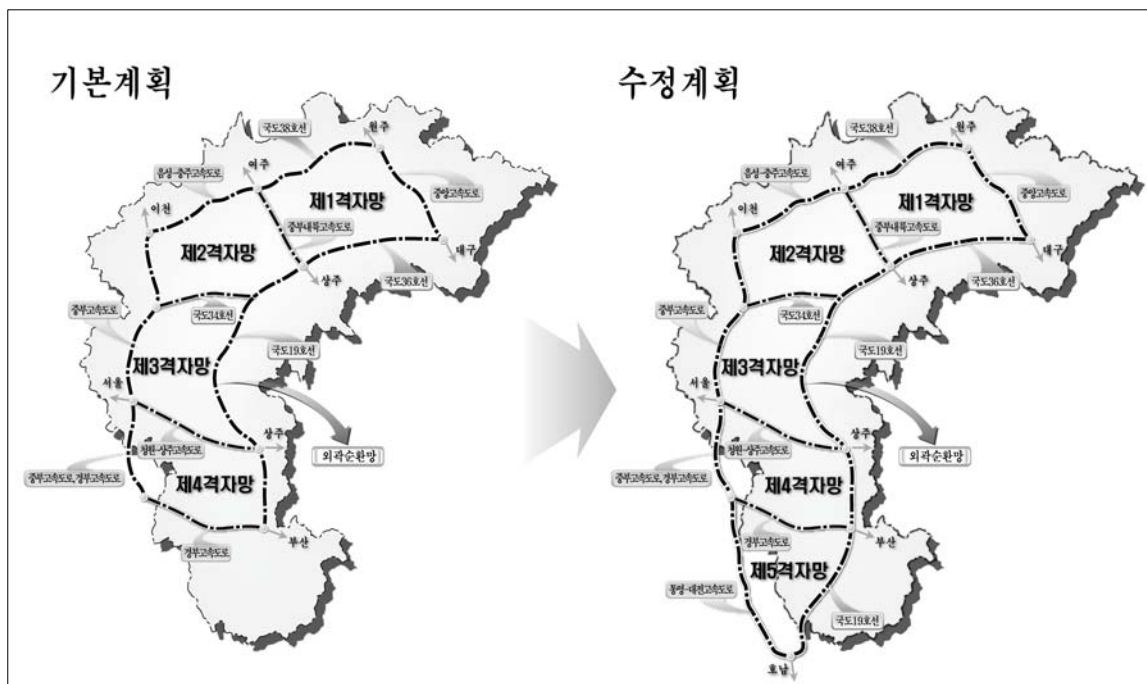 기본계획
국도38호선
원주
여주
음성-충주고속도로
중앙고속도로
이천
제1격자망
중부내륙고속도로
제2격자망
대구
상주
국도36호선
중부고속도로
국도34호선
제3격자망
국도19호선
서울
상주
청원-상주고속도로
외곽순환망
중부고속도로,경부고속도로
제4격자망
부산
경부고속도로
수정계획
국도38호선
원주
여주
음성-충주고속도로
중앙고속도로
이천
제1격자망
중부내륙고속도로
제2격자망
대구
상주
국도36호선
중부고속도로
국도34호선
제3격자망
국도19호선
서울
상주
청원-상주고속도로
외곽순환망
중부고속도로,경부고속도로
제4격자망
부산
경부고속도로
제5격자망
통영-대전고속도로
국도19호선
호남